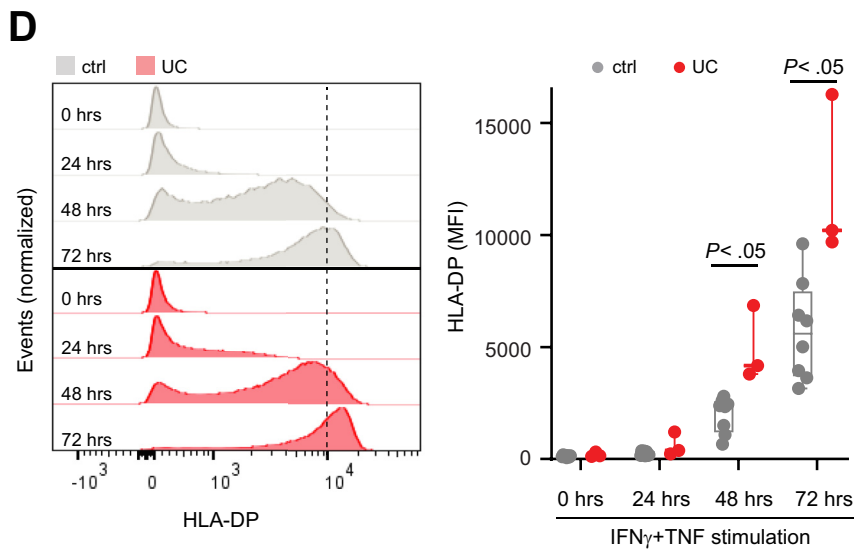 D
ctrl UC
0 hrs
24 hrs
48 hrs
72 hrs
0 hrs
24 hrs
48 hrs
72 hrs
-10³ 0 10³ 10⁴
HLA-DP
Events (normalized)
ctrl UC
P< .05
P< .05
15000
10000
5000
0
HLA-DP (MFI)
0 hrs 24 hrs 48 hrs 72 hrs
IFNγ+TNF stimulation